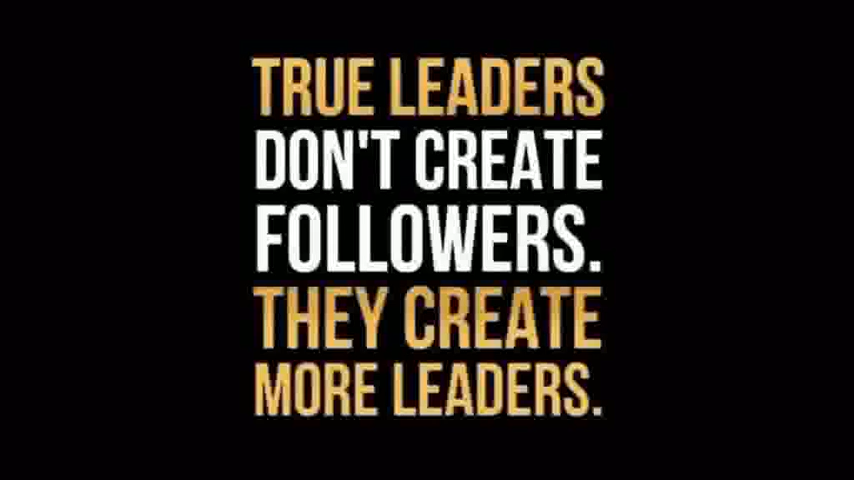 TRUE LEADERS
DON'T CREATE
FOLLOWERS.
THEY CREATE
MORE LEADERS.